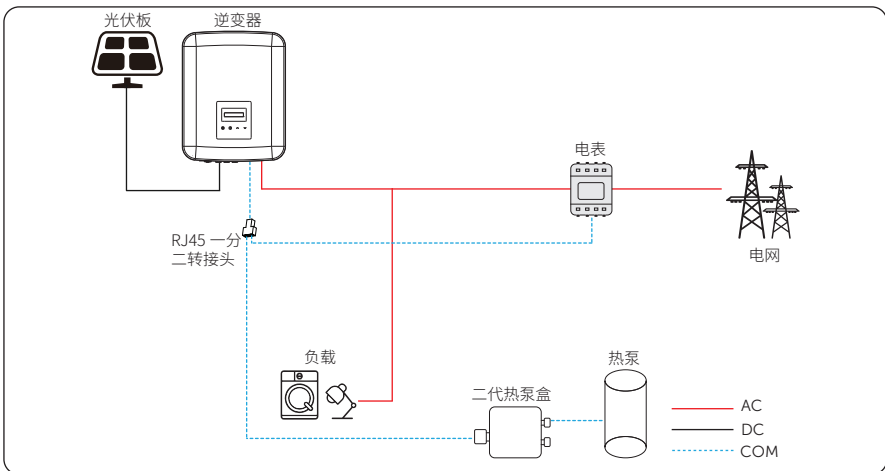 光伏板
逆变器
电表
RJ45 一分
二转接头
电网
负载
热泵
二代热泵盒
AC
DC
COM